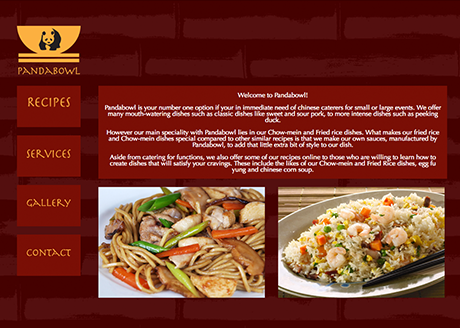 PANDABOWL
RECIPES
SERVICES
GALLERY
CONTACT
Welcome to Pandabowl!
Pandabowl is your number one option if your in immediate need of chinese caterers for small or large events. We offer
many mouth-watering dishes such as classic dishes like sweet and sour pork, to more intense dishes such as peeking
duck.
However our main speciality with Pandabowl lies in our Chow-mein and Fried rice dishes. What makes our fried rice
and Chow-mein dishes special compared to other similar recipes is that we make our own sauces, manufactured by
Pandabowl, to add that little extra bit of style to our dish.
Aside from catering for functions, we also offer some of our recipes online to those who are willing to learn how to
create dishes that will satisfy your cravings. These include the likes of our Chow-mein and Fried Rice dishes, egg fu
yung and chinese corn soup.